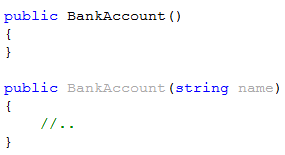 public BankAccount()
{
}
public BankAccount(string name)
{
    //..
}